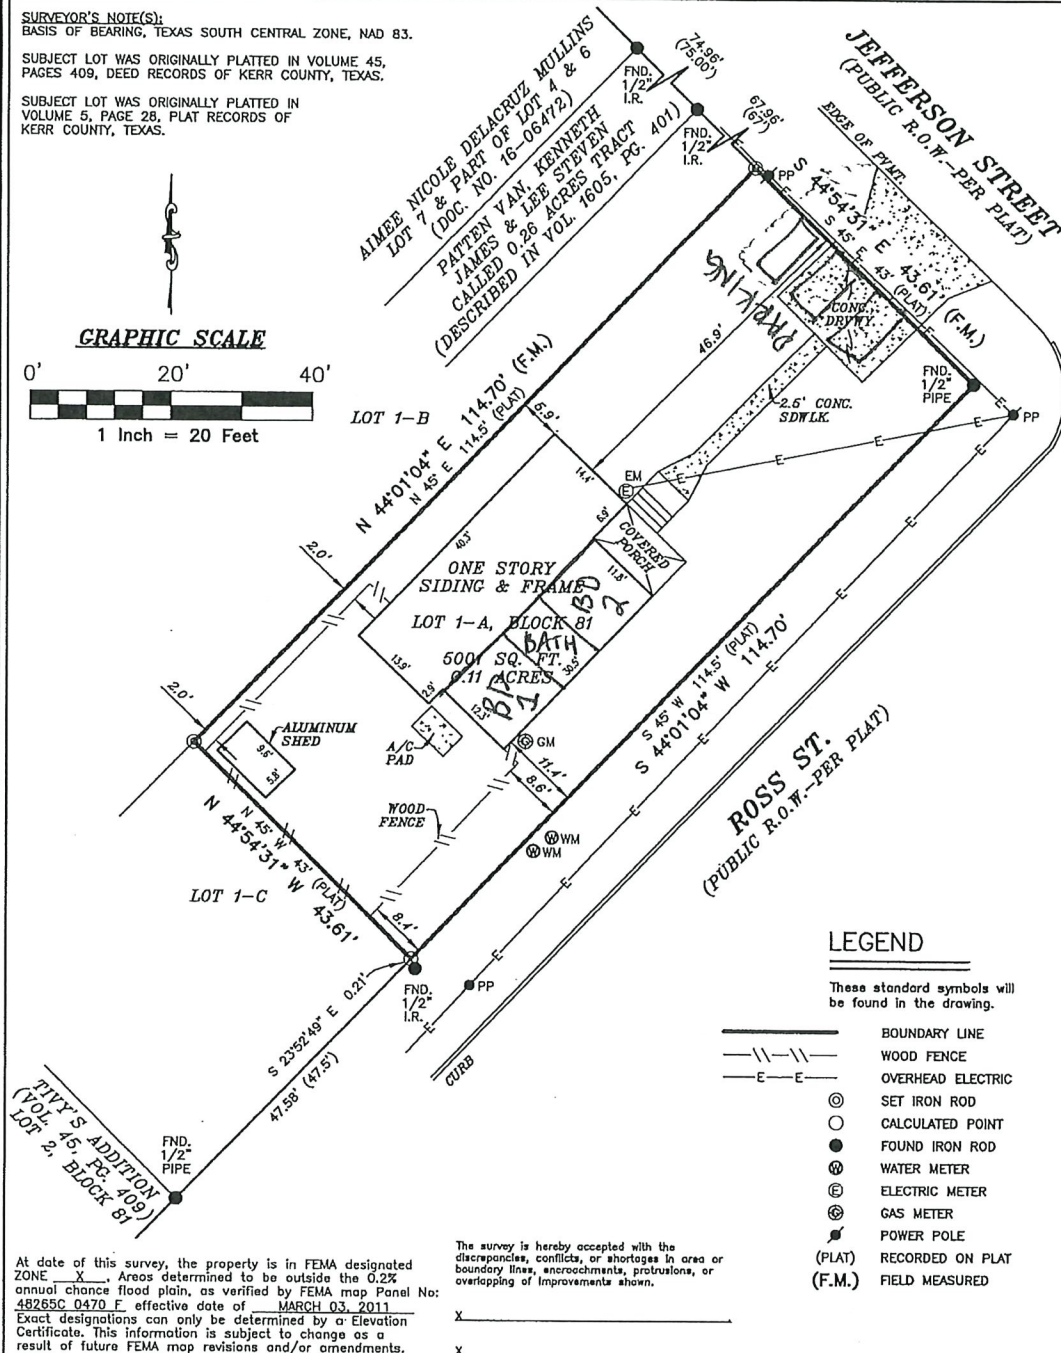 SURVEYOR'S NOTE(S):
BASIS OF BEARING, TEXAS SOUTH CENTRAL ZONE, NAD 83.
SUBJECT LOT WAS ORIGINALLY PLATTED IN VOLUME 45,
PAGES 409, DEED RECORDS OF KERR COUNTY, TEXAS.
SUBJECT LOT WAS ORIGINALLY PLATTED IN
VOLUME 5, PAGE 28, PLAT RECORDS OF
KERR COUNTY, TEXAS.
GRAPHIC SCALE
0' 20' 40'
1 Inch = 20 Feet
AIMEE NICOLE DELACRUZ MULLINS
LOT 7 & PART OF LOT 4 & 6
(DOC. NO. 16-06472)
PATTEN VAN, KENNETH
JAMES & LEE STEVEN
CALLED 0.26 ACRES TRACT
(DESCRIBED IN VOL. 1605, PG. 401)
FND.
1/2"
I.R.
74.96'
(75.00')
FND.
1/2"
I.R.
67.96'
(67')
JEFFERSON STREET
(PUBLIC R.O.W.-PER PLAT)
EDGE OF PVMT.
PP
S 44°54'31" E 43.61' (F.M.)
S 45° E 43' (PLAT)
E
PARKING
CONC.
DRVWY.
FND.
1/2"
PIPE
PP
46.9'
2.5' CONC.
SDWLK.
LOT 1-B
N 44°01'04" E 114.70' (F.M.)
N 45° E 114.5' (PLAT)
5.9'
14.4'
EM
E
6.9'
COVERED
PORCH
2.0'
40.3'
ONE STORY
SIDING & FRAME
11.8'
BD
2
LOT 1-A, BLOCK 81
BATH
5001 SQ. FT.
0.11 ACRES
30.5'
13.9'
2.9'
12.3'
1
2.0'
ALUMINUM
SHED
9.6'
5.8'
A/C
PAD
GM
11.4'
8.6'
S 45° W 114.5' (PLAT)
S 44°01'04" W 114.70'
ROSS ST.
(PUBLIC R.O.W.-PER PLAT)
WOOD
FENCE
WM
WM
N 45° W 43' (PLAT)
N 44°54'31" W 43.61'
LOT 1-C
8.4'
FND.
1/2"
I.R.
PP
CURB
S 23°52'49" E 0.21'
47.58' (47.5')
TIVY'S ADDITION
(VOL. 45, PG. 409)
LOT 2, BLOCK 81
FND.
1/2"
PIPE
LEGEND
These standard symbols will
be found in the drawing.
BOUNDARY LINE
WOOD FENCE
E E OVERHEAD ELECTRIC
SET IRON ROD
CALCULATED POINT
FOUND IRON ROD
W WATER METER
E ELECTRIC METER
G GAS METER
POWER POLE
(PLAT) RECORDED ON PLAT
(F.M.) FIELD MEASURED
At date of this survey, the property is in FEMA designated
ZONE X. Areas determined to be outside the 0.2%
annual chance flood plain, as verified by FEMA map Panel No:
48265C 0470 F effective date of MARCH 03, 2011
Exact designations can only be determined by a Elevation
Certificate. This information is subject to change as a
result of future FEMA map revisions and/or amendments.
The survey is hereby accepted with the
discrepancies, conflicts, or shortages in area or
boundary lines, encroachments, protrusions, or
overlapping of improvements shown.
X
X